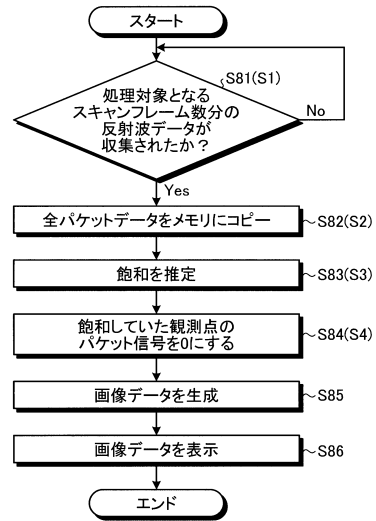 スタート
S81(S1)
処理対象となる
スキャンフレーム数分の
反射波データが
収集されたか？
No
Yes
全パケットデータをメモリにコピー
S82(S2)
飽和を推定
S83(S3)
飽和していた観測点の
パケット信号を0にする
S84(S4)
画像データを生成
S85
画像データを表示
S86
エンド